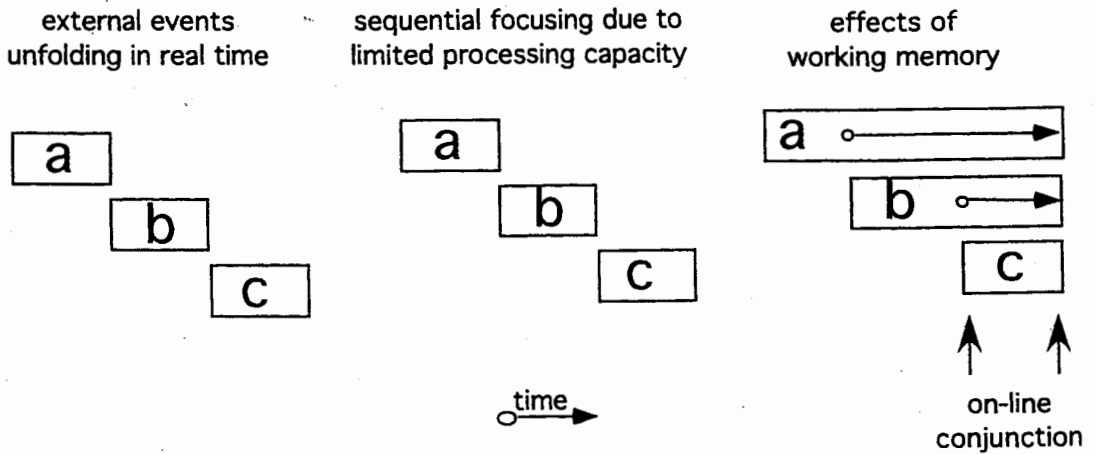 external events
unfolding in real time
sequential focusing due to
limited processing capacity
effects of
working memory
a
b
c
a
b
c
a
b
c
time
on-line
conjunction